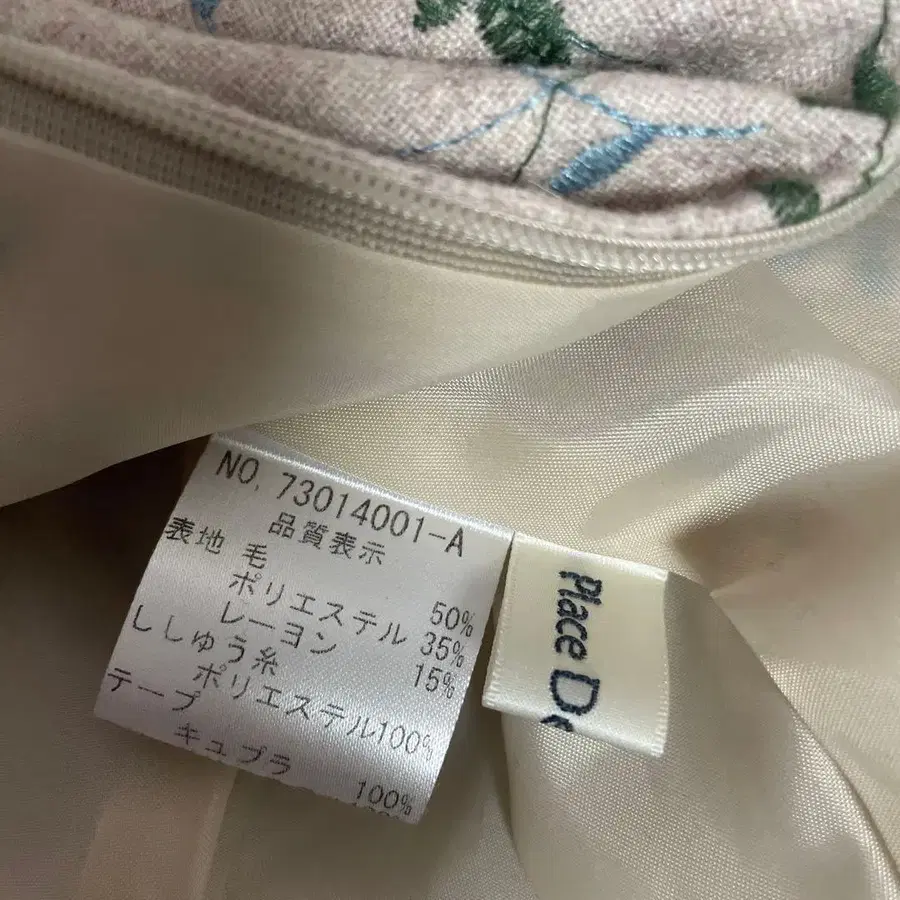 NO. 73014001-A
品質表示
表地 毛 50%
ポリエステル 35%
レーヨン 15%
ししゅう糸
ポリエステル100%
テープ
キュプラ 100%
Place De